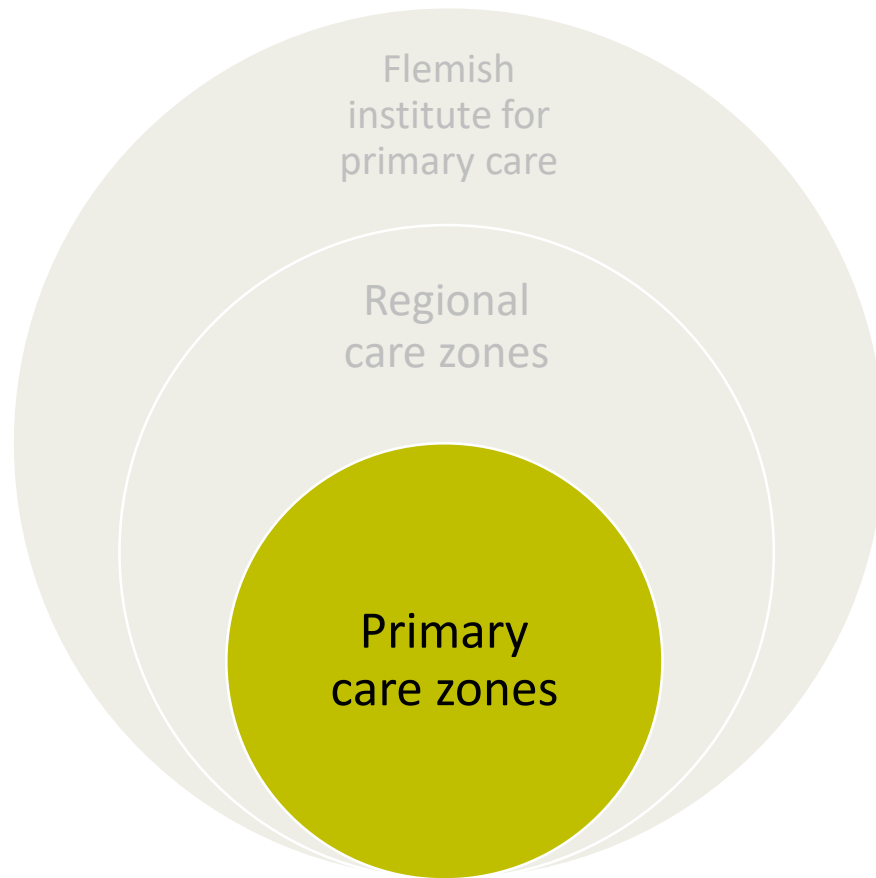 Flemish
institute for
primary care
Regional
care zones
Primary
care zones